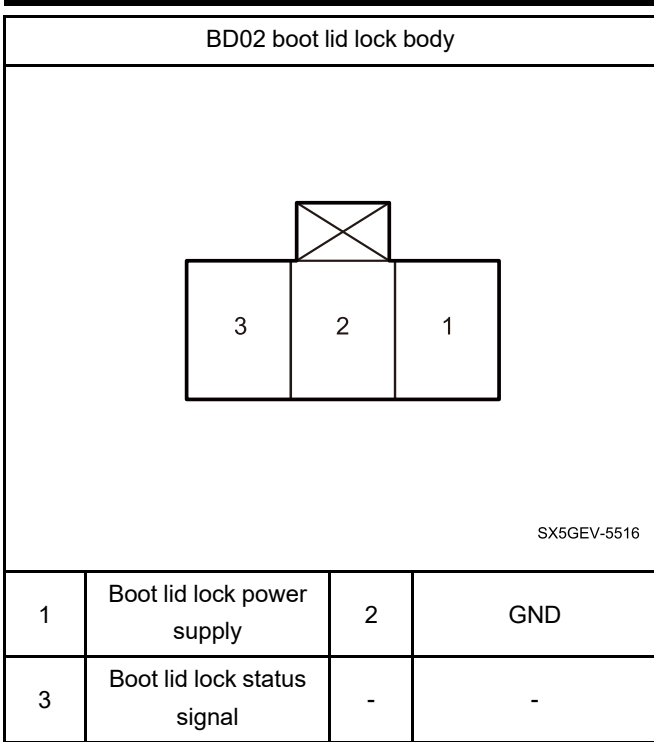 BD02 boot lid lock body
3 2 1
SX5GEV-5516
1 Boot lid lock power supply 2 GND
3 Boot lid lock status signal - -